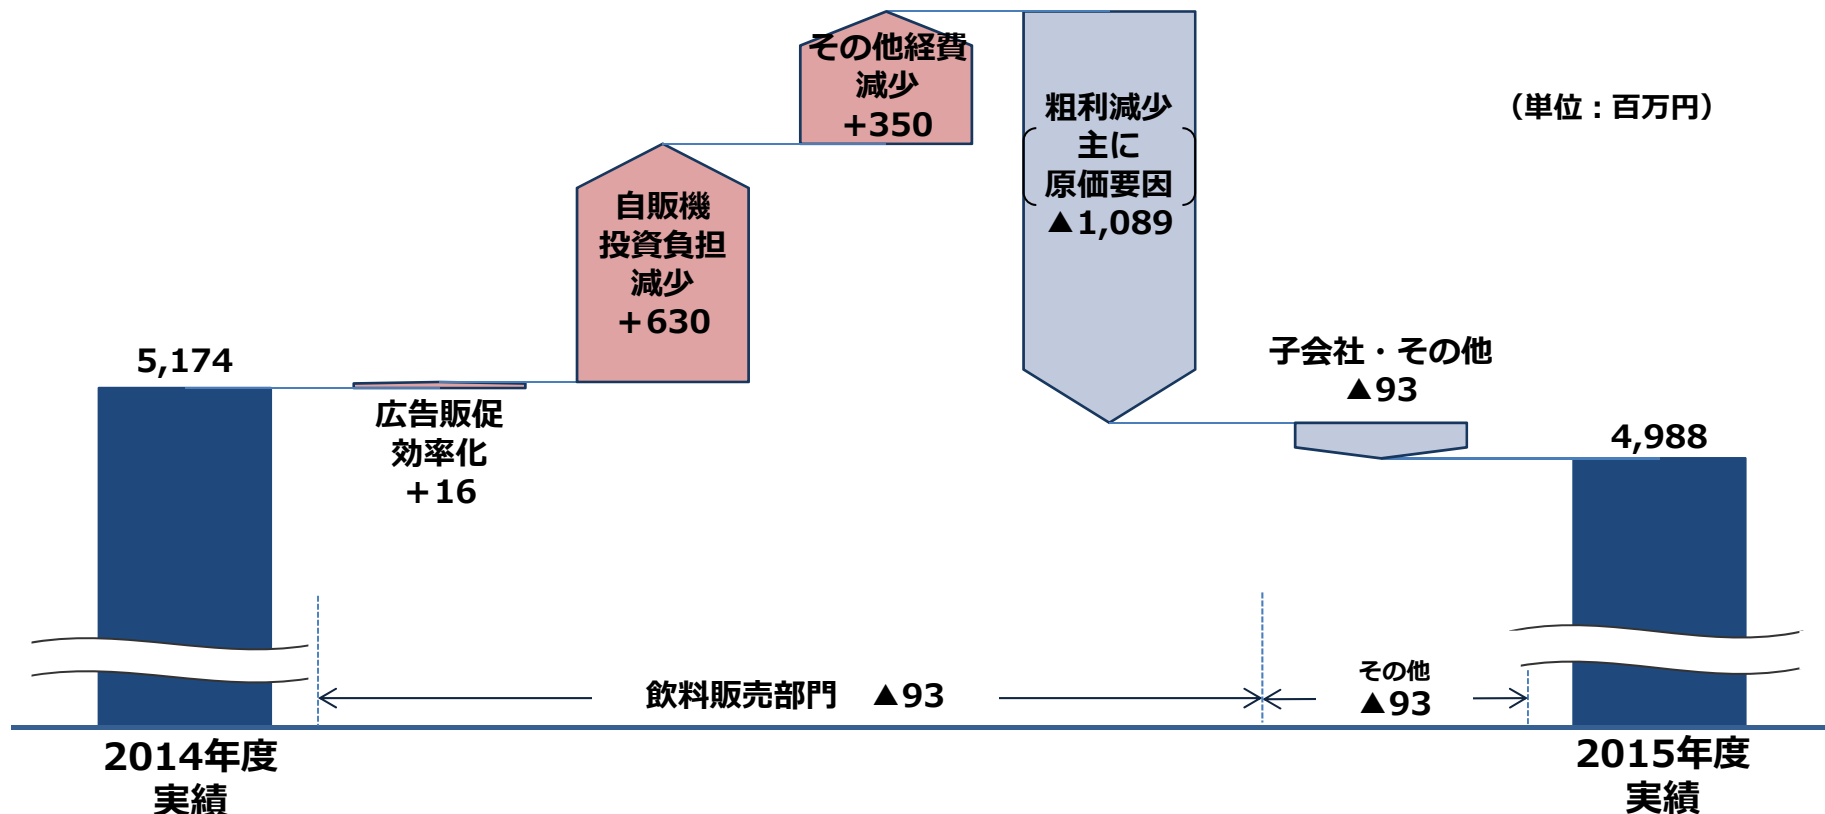 その他経費
減少
+350
粗利減少
主に
原価要因
▲1,089
（単位：百万円）
自販機
投資負担
減少
＋630
5,174
広告販促
効率化
＋16
子会社・その他
▲93
4,988
飲料販売部門　▲93
その他
▲93
2014年度
実績
2015年度
実績